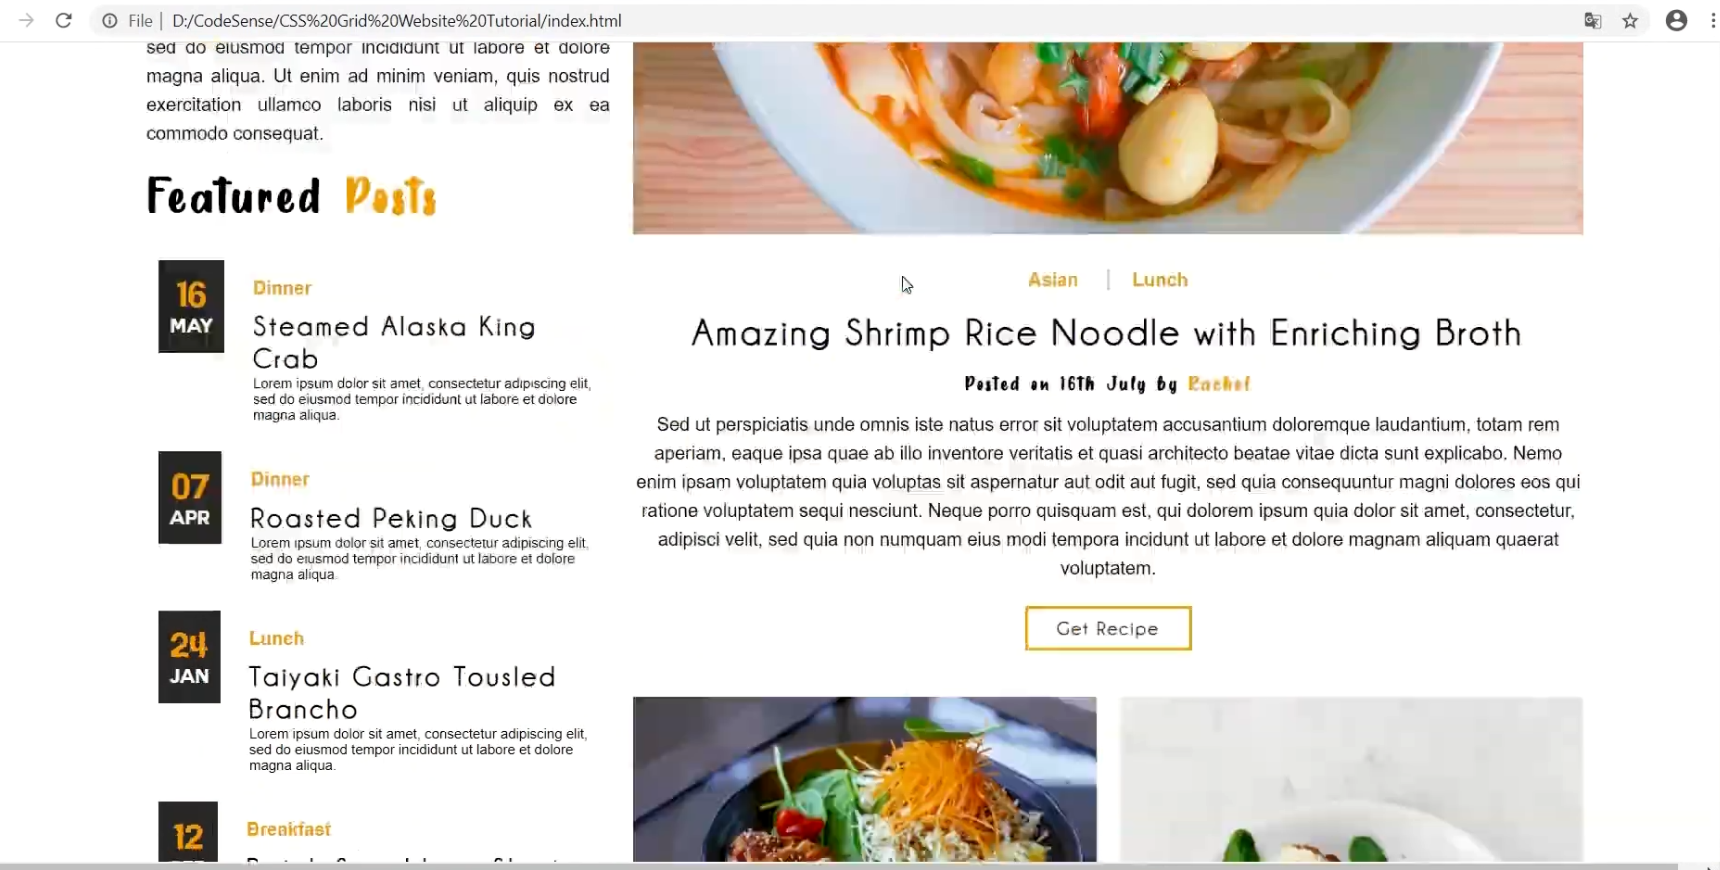 File | D:/CodeSense/CSS%20Grid%20Website%20Tutorial/index.html
sed do eiusmod tempor incididunt ut labore et dolore
magna aliqua. Ut enim ad minim veniam, quis nostrud
exercitation ullamco laboris nisi ut aliquip ex ea
commodo consequat.
Featured Posts
16
MAY
Dinner
Steamed Alaska King
Crab
Lorem ipsum dolor sit amet, consectetur adipiscing elit,
sed do eiusmod tempor incididunt ut labore et dolore
magna aliqua.
07
APR
Dinner
Roasted Peking Duck
Lorem ipsum dolor sit amet, consectetur adipiscing elit,
sed do eiusmod tempor incididunt ut labore et dolore
magna aliqua.
24
JAN
Lunch
Taiyaki Gastro Tousled
Brancho
Lorem ipsum dolor sit amet, consectetur adipiscing elit,
sed do eiusmod tempor incididunt ut labore et dolore
magna aliqua.
12
Breakfast
Asian | Lunch
Amazing Shrimp Rice Noodle with Enriching Broth
Posted on 16th July by Rachel
Sed ut perspiciatis unde omnis iste natus error sit voluptatem accusantium doloremque laudantium, totam rem
aperiam, eaque ipsa quae ab illo inventore veritatis et quasi architecto beatae vitae dicta sunt explicabo. Nemo
enim ipsam voluptatem quia voluptas sit aspernatur aut odit aut fugit, sed quia consequuntur magni dolores eos qui
ratione voluptatem sequi nesciunt. Neque porro quisquam est, qui dolorem ipsum quia dolor sit amet, consectetur,
adipisci velit, sed quia non numquam eius modi tempora incidunt ut labore et dolore magnam aliquam quaerat
voluptatem.
Get Recipe